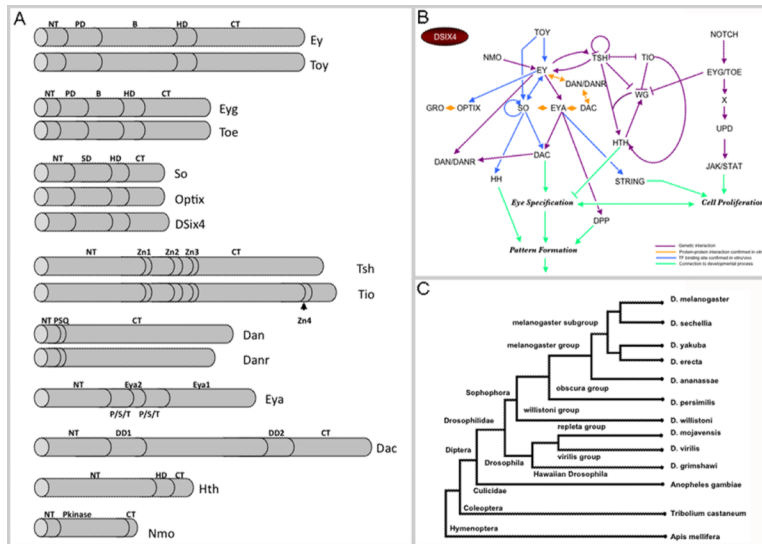 A
NT PD B HD CT
Ey
Toy
NT PD B HD CT
Eyg
Toe
NT SD HD CT
So
Optix
DSix4
NT Zn1 Zn2 Zn3 CT
Tsh
Tio
Zn4
NT PSQ CT
Dan
Danr
NT Eya2 Eya1
Eya
P/S/T P/S/T
NT DD1 DD2 CT
Dac
NT HD CT
Hth
NT Pkinase CT
Nmo
B
DSIX4
TOY
NOTCH
NMO
TSH
TIO
EY
DAN/DANR
EYG/TOE
WG
GRO
OPTIX
SO
EYA
DAC
X
UPD
HTH
DAN/DANR
DAC
JAK/STAT
HH
STRING
Eye Specification
Cell Proliferation
DPP
Pattern Formation
Genetic interaction
Protein-protein interaction confirmed in
TF binding site confirmed in vitro/vivo
Connection to developmental process
C
D. melanogaster
melanogaster subgroup
D. sechellia
melanogaster group
D. yakuba
D. erecta
D. ananassae
obscura group
Sophophora
D. persimilis
willistoni group
D. willistoni
Drosophilidae
repleta group
D. mojavensis
D. virilis
Diptera
virilis group
Drosophila
D. grimshawi
Hawaiian Drosophila
Anopheles gambiae
Culicidae
Coleoptera
Tribolium castaneum
Hymenoptera
Apis mellifera